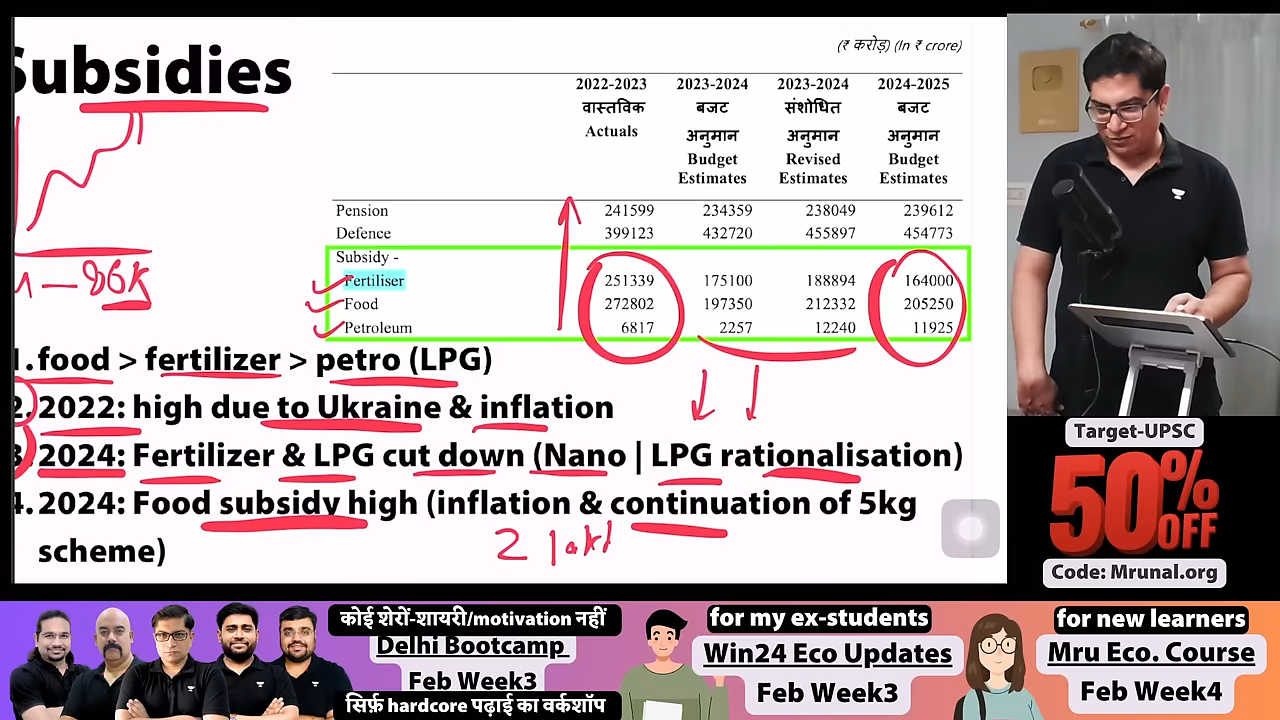 Subsidies
(₹ करोड़) (In ₹ crore)
2022-2023 2023-2024 2023-2024 2024-2025
वास्तविक बजट संशोधित बजट
Actuals अनुमान अनुमान अनुमान
Budget Revised Budget
Estimates Estimates Estimates
Pension 241599 234359 238049 239612
Defence 399123 432720 455897 454773
Subsidy -
Fertiliser 251339 175100 188894 164000
Food 272802 197350 212332 205250
Petroleum 6817 2257 12240 11925
86k
1. food > fertilizer > petro (LPG)
2. 2022: high due to Ukraine & inflation
3. 2024: Fertilizer & LPG cut down (Nano | LPG rationalisation)
4. 2024: Food subsidy high (inflation & continuation of 5kg
scheme)
2 lakh
Target-UPSC
50% OFF
Code: Mrunal.org
कोई शेरों-शायरी/motivation नहीं
Delhi Bootcamp
Feb Week3
सिर्फ़ hardcore पढ़ाई का वर्कशॉप
for my ex-students
Win24 Eco Updates
Feb Week3
for new learners
Mru Eco. Course
Feb Week4